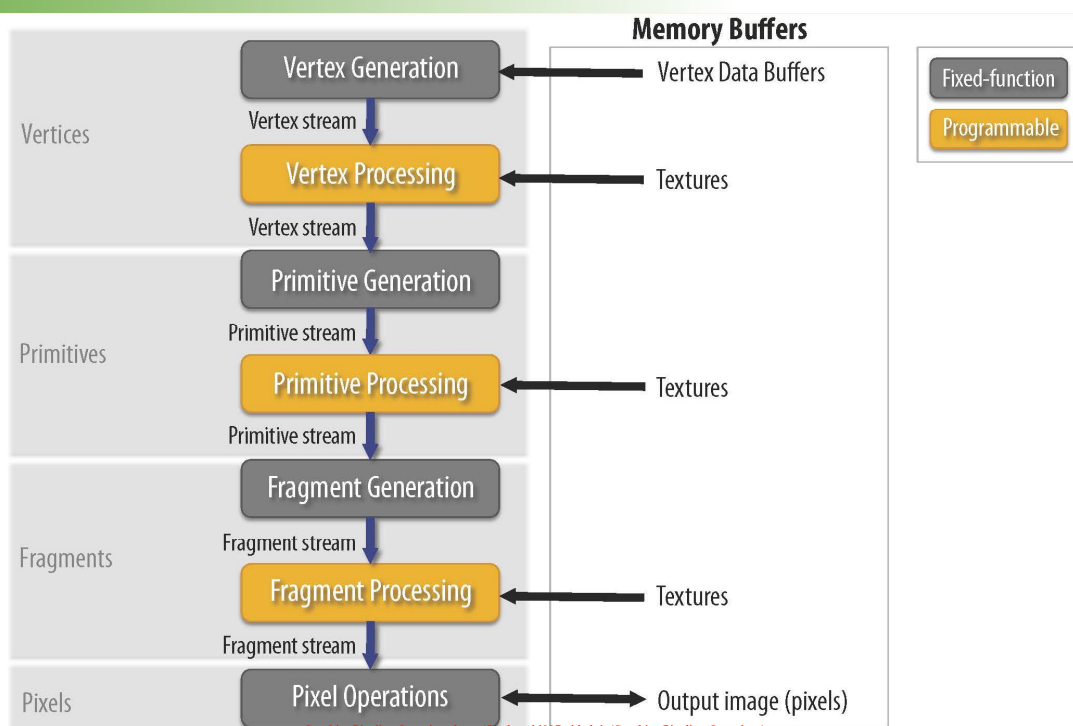 Memory Buffers
Vertex Generation
Vertex Data Buffers
Fixed-function
Vertex stream
Vertices
Programmable
Vertex Processing
Textures
Vertex stream
Primitive Generation
Primitive stream
Primitives
Primitive Processing
Textures
Primitive stream
Fragment Generation
Fragment stream
Fragments
Fragment Processing
Textures
Fragment stream
Pixels
Pixel Operations
Output image (pixels)